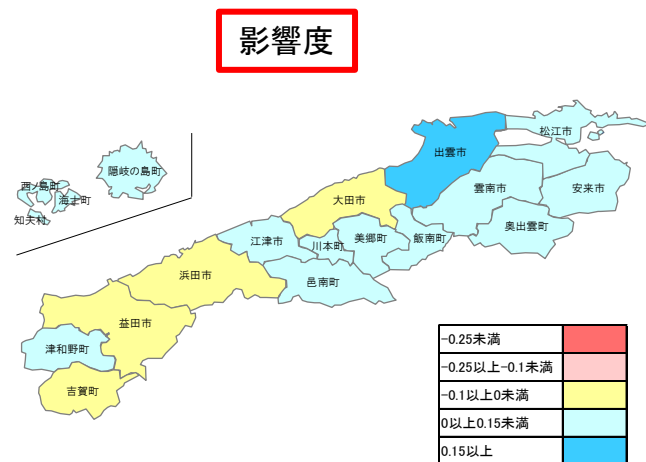 影響度
松江市
出雲市
隠岐の島町
西ノ島町
海士町
知夫村
雲南市
安来市
大田市
奥出雲町
江津市
川本町
美郷町
飯南町
浜田市
邑南町
益田市
津和野町
吉賀町
-0.25未満
-0.25以上-0.1未満
-0.1以上0未満
0以上0.15未満
0.15以上